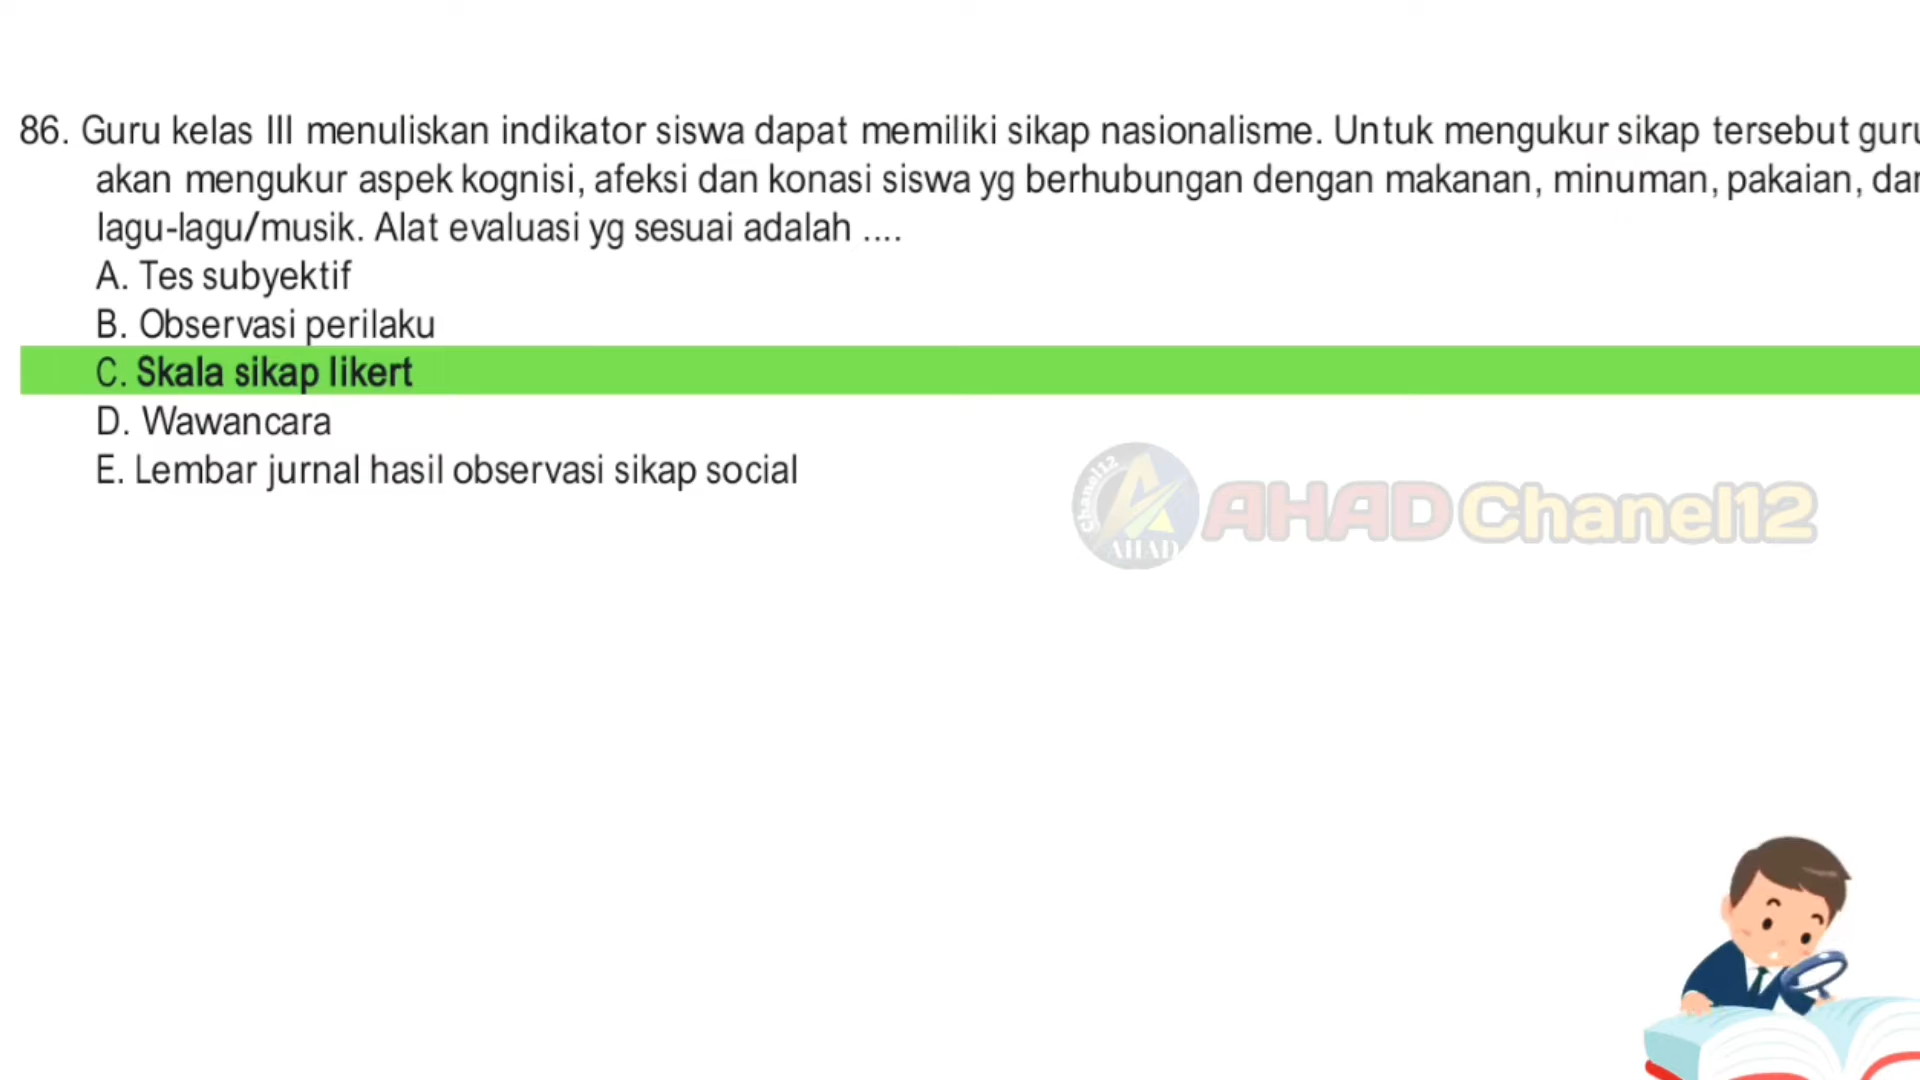 86. Guru kelas III menuliskan indikator siswa dapat memiliki sikap nasionalisme. Untuk mengukur sikap tersebut guru
akan mengukur aspek kognisi, afeksi dan konasi siswa yg berhubungan dengan makanan, minuman, pakaian, dan
lagu-lagu/musik. Alat evaluasi yg sesuai adalah ....
A. Tes subyektif
B. Observasi perilaku
C. Skala sikap likert
D. Wawancara
E. Lembar jurnal hasil observasi sikap social
Chanel12
AHAD
AHAD Chanel12